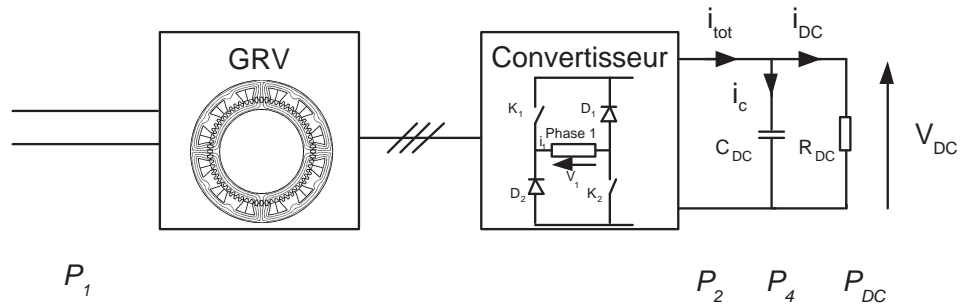 i_tot
i_DC
GRV
Convertisseur
K_1
D_1
i_c
i_1
Phase 1
C_DC
R_DC
V_DC
V_1
D_2
K_2
P_1
P_2
P_4
P_DC